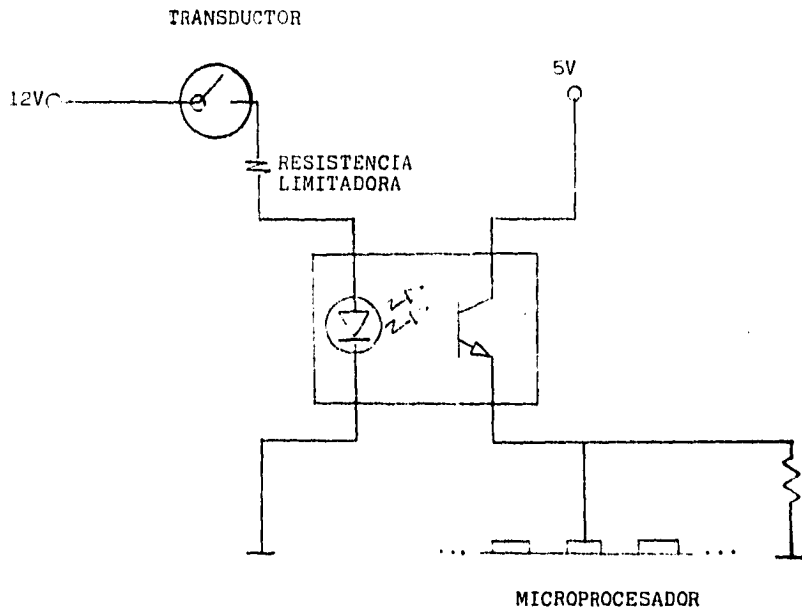 TRANSDUCTOR
12V
5V
RESISTENCIA
LIMITADORA
... ...
MICROPROCESADOR